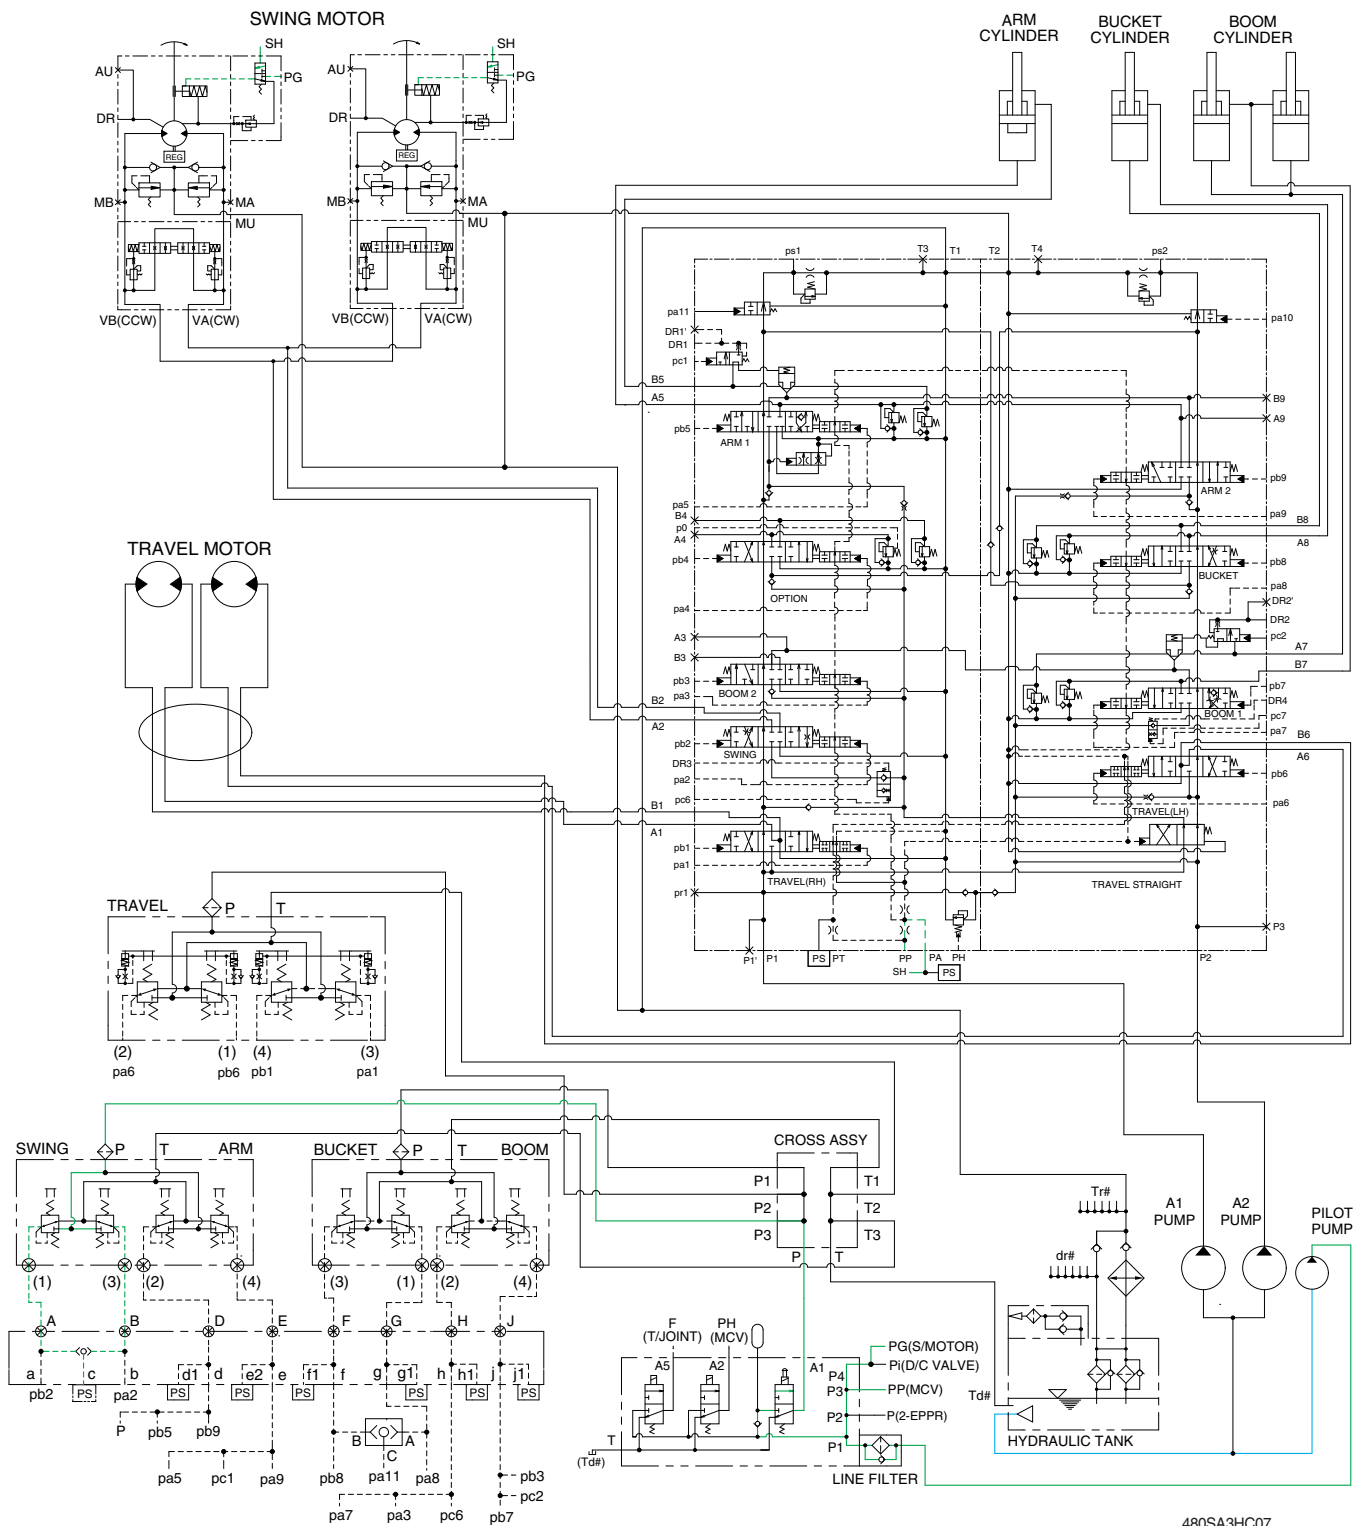 SWING MOTOR
SH
AU
PG
DR
REG
MB
MA
MU
VB(CCW)
VA(CW)
SH
AU
PG
DR
REG
MB
MA
MU
VB(CCW)
VA(CW)
ARM
CYLINDER
BUCKET
CYLINDER
BOOM
CYLINDER
ps1
T3
T1
T2
T4
ps2
pa11
DR1'
DR1
pc1
B5
A5
pb5
ARM 1
pa5
B4
p0
A4
pb4
OPTION
pa4
A3
B3
pb3
BOOM 2
pa3
B2
A2
pb2
SWING
DR3
pa2
pc6
B1
A1
pb1
pa1
TRAVEL(RH)
pr1
pa10
B9
A9
pb9
ARM 2
pa9
B8
A8
pb8
BUCKET
pa8
DR2'
DR2
pc2
A7
B7
pb7
DR4
BOOM 1
pc7
pa7
B6
A6
pb6
pa6
TRAVEL(LH)
TRAVEL STRAIGHT
P3
P1'
P1
PS
PT
PP
PA
PH
P2
SH
PS
TRAVEL MOTOR
TRAVEL
P
T
(2)
(1)
(4)
(3)
pa6
pb6
pb1
pa1
SWING
P
T
ARM
(1)
(3)
(2)
(4)
BUCKET
P
T
BOOM
(3)
(1)
(2)
(4)
A
B
D
E
F
G
H
J
a
c
b
d1
d
e2
e
f1
f
g
g1
h
h1
j
j1
pb2
PS
pa2
PS
PS
PS
PS
PS
P
pb5
pb9
pa5
pc1
pa9
B
A
C
pb8
pa11
pa8
pa7
pa3
pc6
pb3
pc2
pb7
CROSS ASSY
P1
T1
P2
T2
P3
T3
P
T
F
(T/JOINT)
PH
(MCV)
A5
A2
A1
P4
P3
P2
P1
T
(Td#)
PG(S/MOTOR)
Pi(D/C VALVE)
PP(MCV)
P(2-EPPR)
LINE FILTER
Tr#
dr#
Td#
HYDRAULIC TANK
A1
PUMP
A2
PUMP
PILOT
PUMP
480SA3HC07